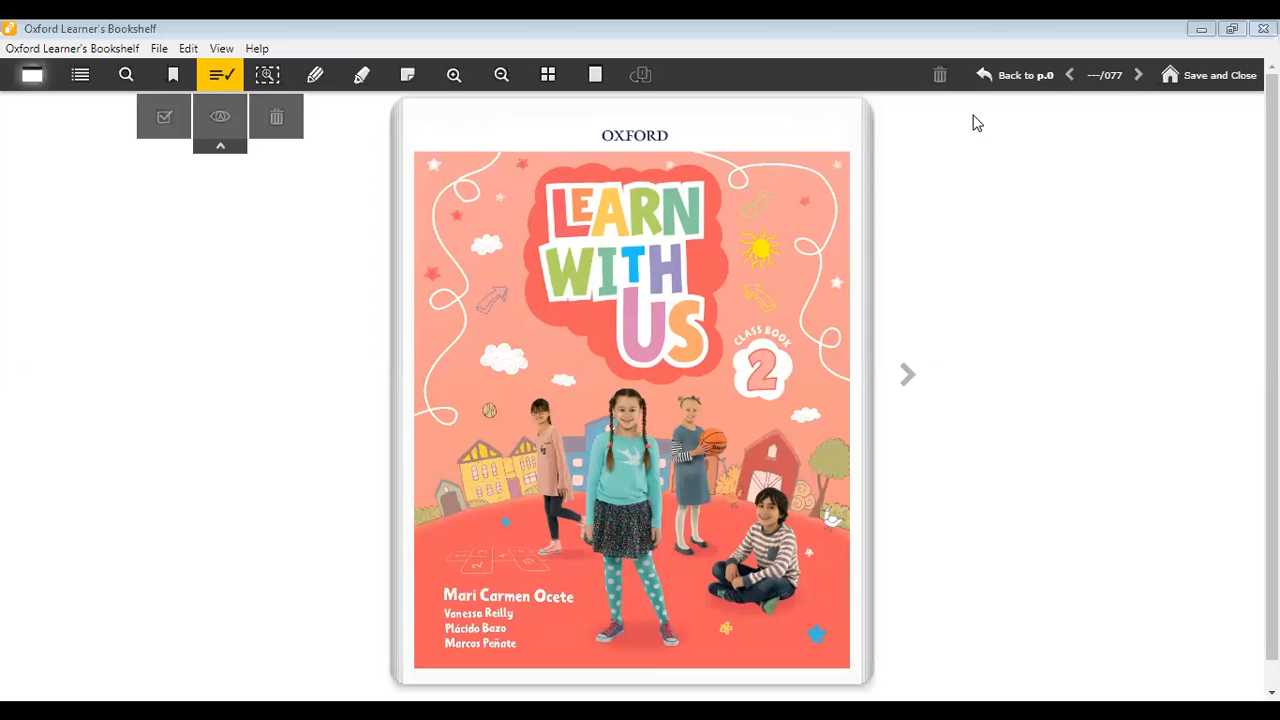 Oxford Learner's Bookshelf
Oxford Learner's Bookshelf File Edit View Help
Back to p.0 ---/077 Save and Close
OXFORD
LEARN
WITH
US
CLASS BOOK
2
Mari Carmen Ocete
Vanessa Reilly
Plácido Bazo
Marcos Peñate